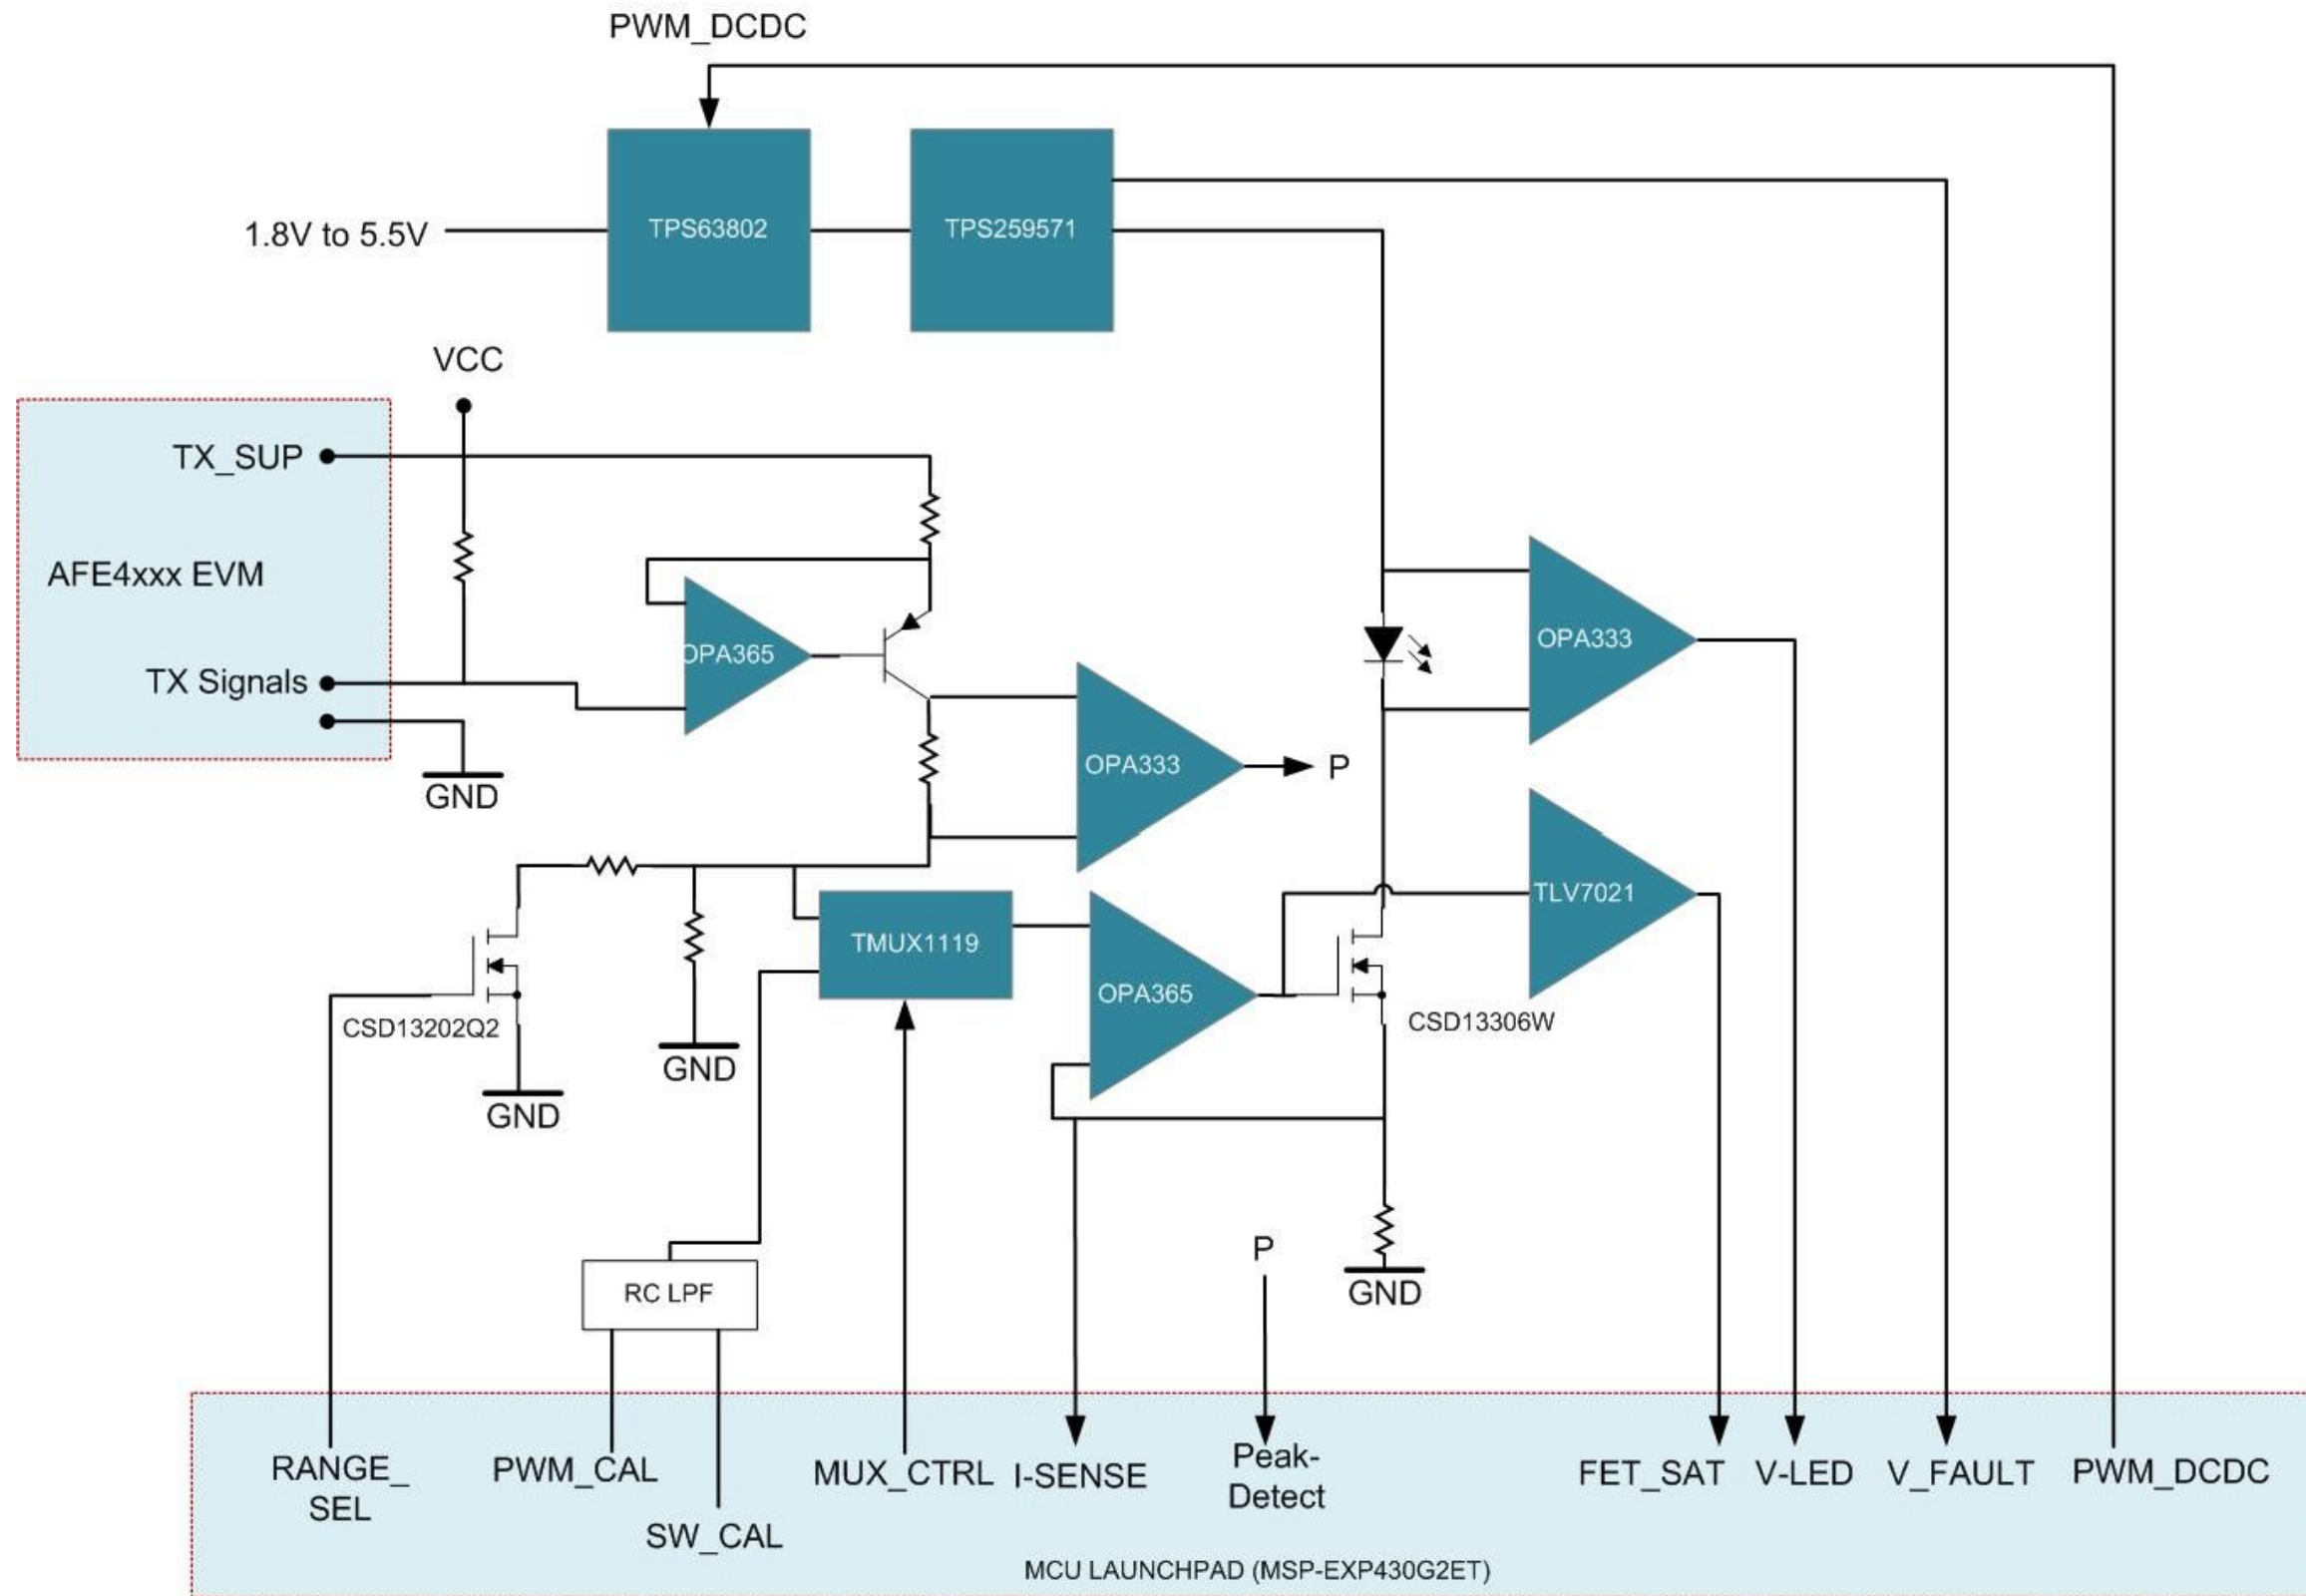 PWM_DCDC
TPS63802
TPS259571
1.8V to 5.5V
VCC
TX_SUP
AFE4xxx EVM
OPA365
OPA333
TX Signals
OPA333
P
GND
TLV7021
TMUX1119
OPA365
CSD13202Q2
CSD13306W
GND
GND
P
RC LPF
GND
RANGE_
SEL
PWM_CAL
SW_CAL
MUX_CTRL
I-SENSE
Peak-
Detect
FET_SAT
V-LED
V_FAULT
PWM_DCDC
MCU LAUNCHPAD (MSP-EXP430G2ET)